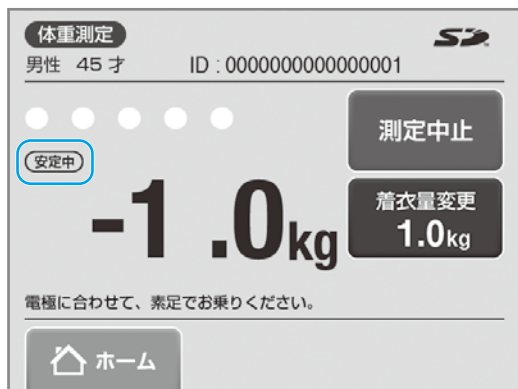 体重測定
SD
男性 45才 ID : 0000000000000001
測定中止
安定中
-1.0kg
着衣量変更
1.0kg
電極に合わせて、素足でお乗りください。
ホーム